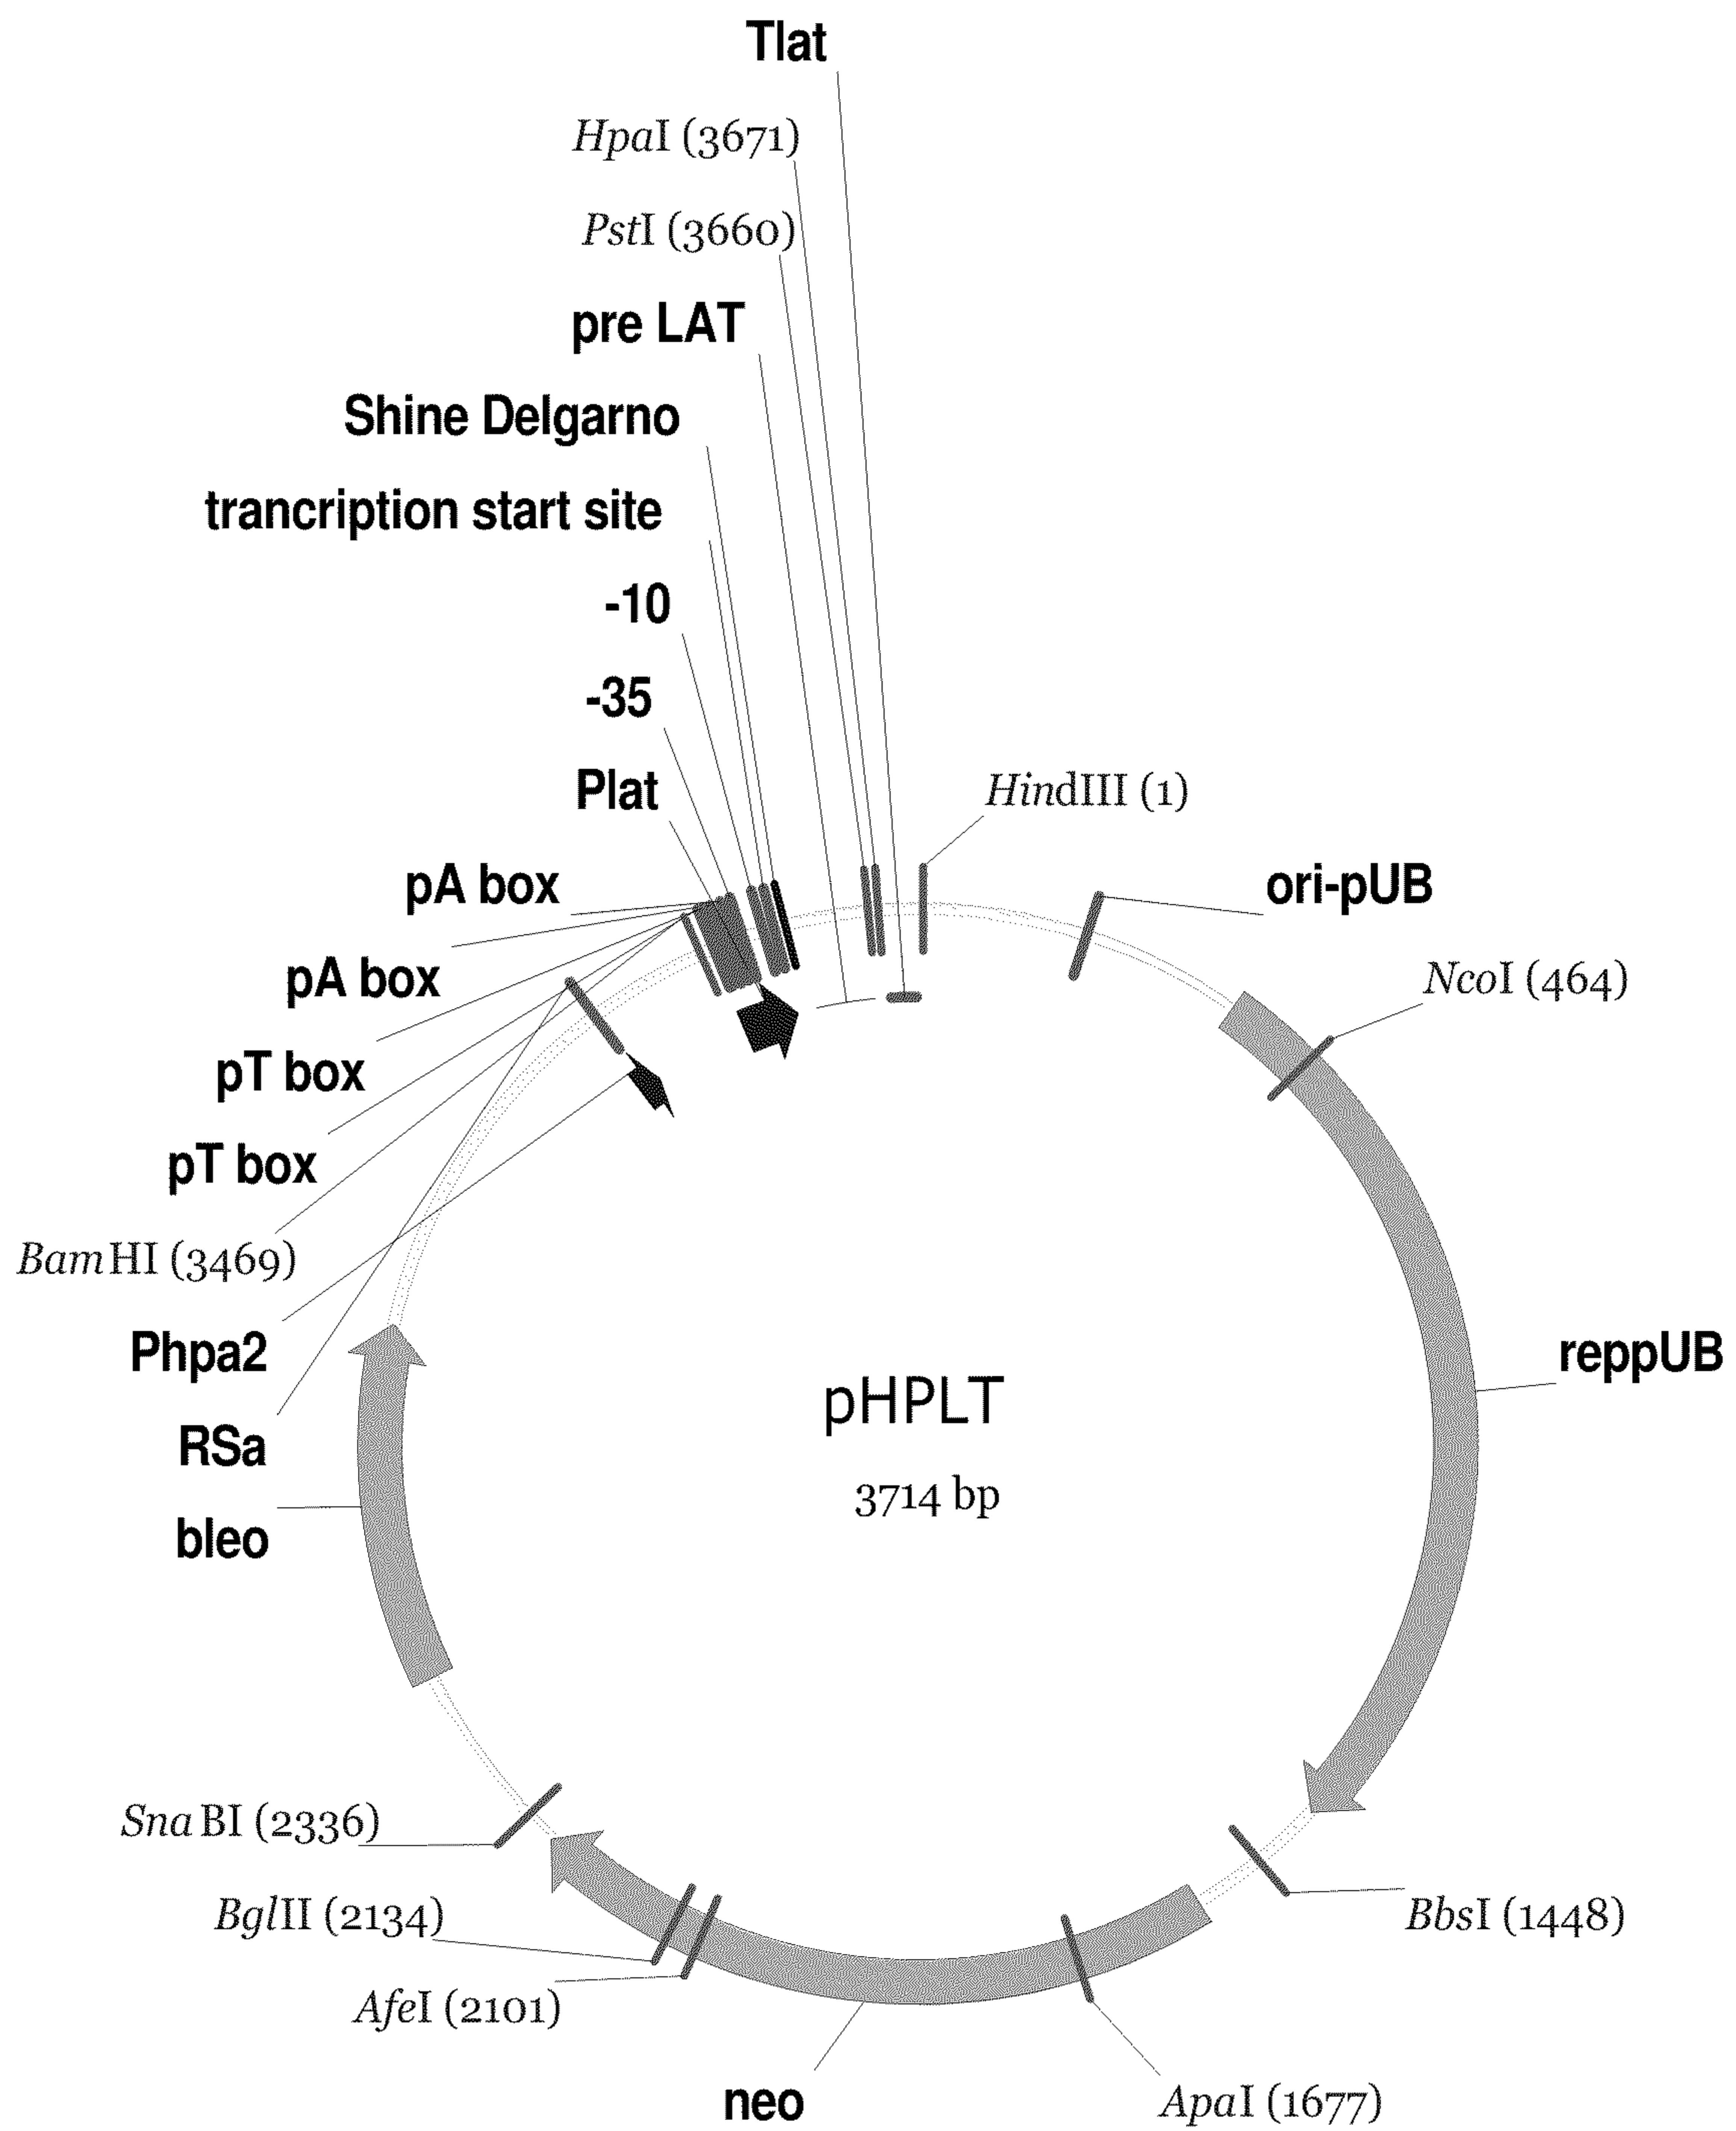 Tlat
HpaI (3671)
PstI (3660)
pre LAT
Shine Delgarno
trancription start site
-10
-35
Plat
HindIII (1)
pA box
ori-pUB
pA box
NcoI (464)
pT box
pT box
BamHI (3469)
Phpa2
reppUB
pHPLT
RSa
3714 bp
bleo
SnaBI (2336)
BglII (2134)
BbsI (1448)
AfeI (2101)
neo
ApaI (1677)